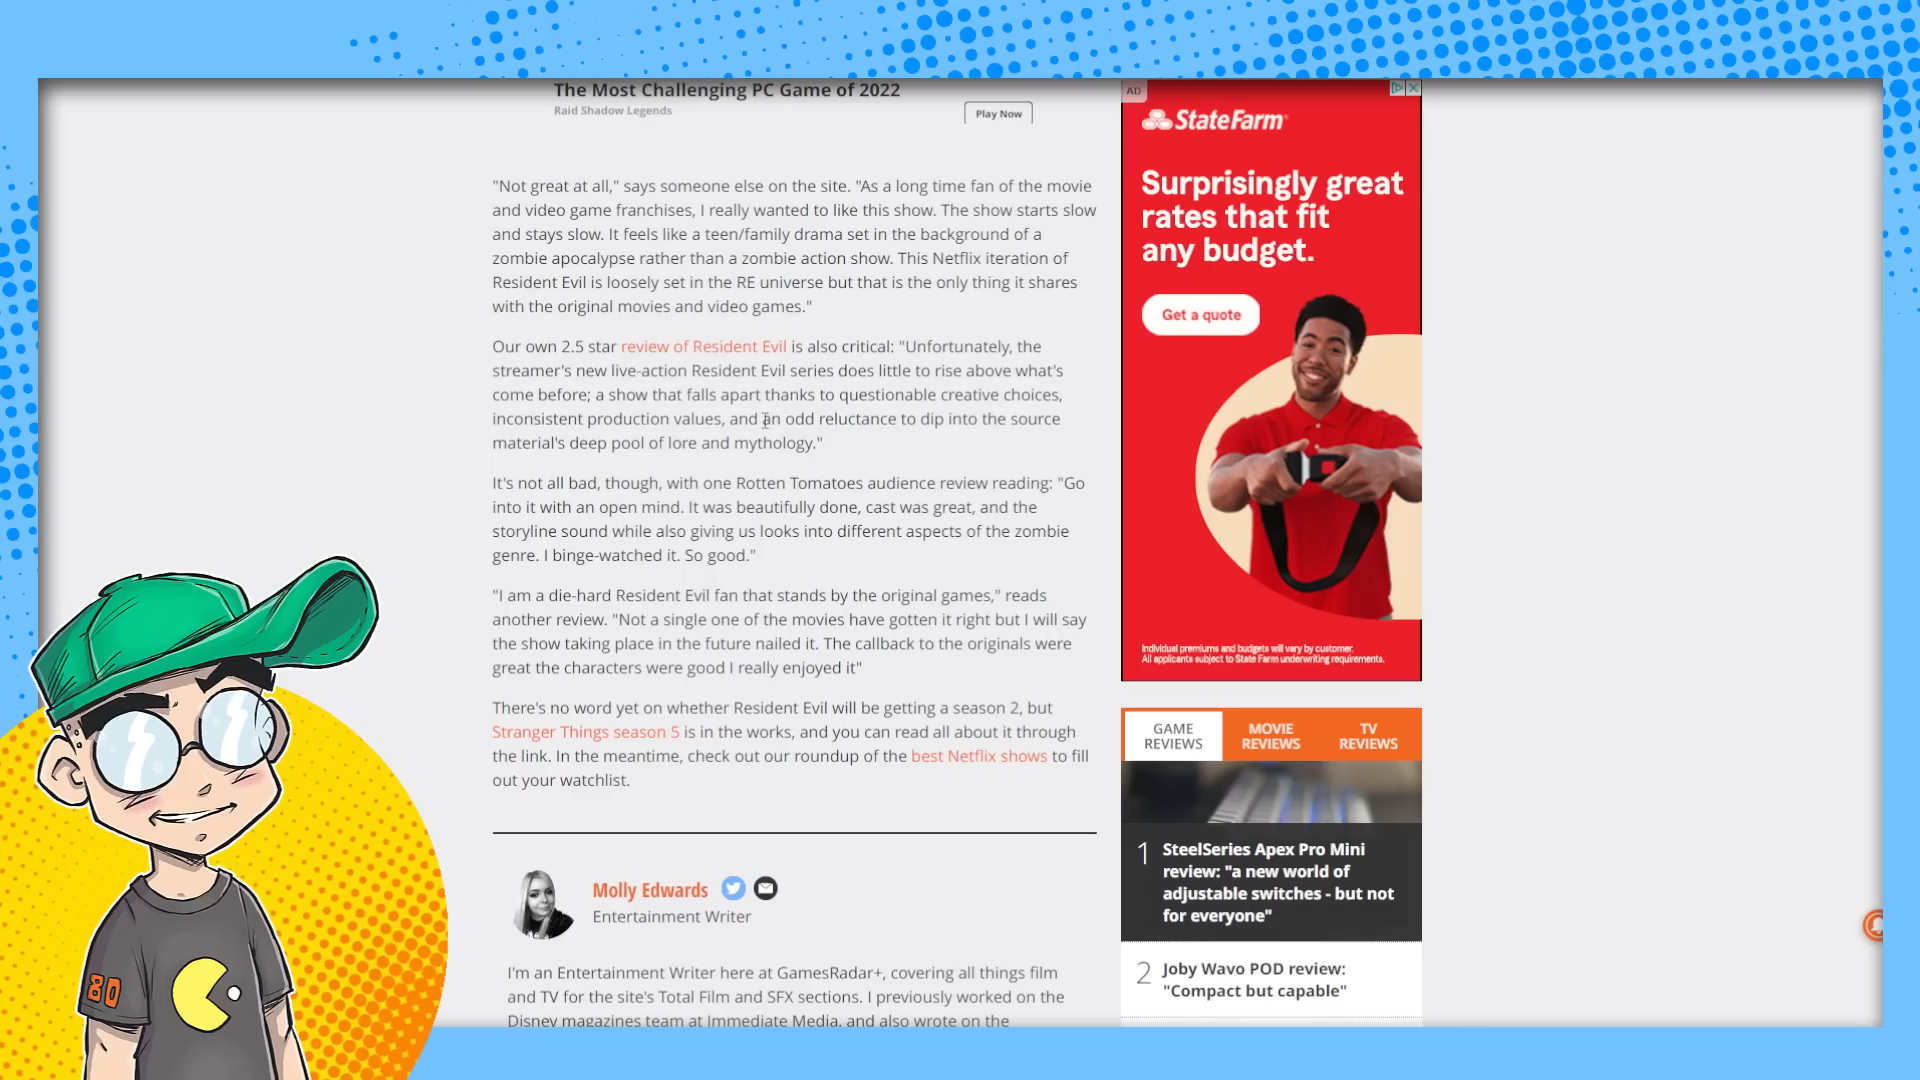 The Most Challenging PC Game of 2022
Raid Shadow Legends
Play Now
"Not great at all," says someone else on the site. "As a long time fan of the movie
and video game franchises, I really wanted to like this show. The show starts slow
and stays slow. It feels like a teen/family drama set in the background of a
zombie apocalypse rather than a zombie action show. This Netflix iteration of
Resident Evil is loosely set in the RE universe but that is the only thing it shares
with the original movies and video games."
Our own 2.5 star review of Resident Evil is also critical: "Unfortunately, the
streamer's new live-action Resident Evil series does little to rise above what's
come before; a show that falls apart thanks to questionable creative choices,
inconsistent production values, and an odd reluctance to dip into the source
material's deep pool of lore and mythology."
It's not all bad, though, with one Rotten Tomatoes audience review reading: "Go
into it with an open mind. It was beautifully done, cast was great, and the
storyline sound while also giving us looks into different aspects of the zombie
genre. I binge-watched it. So good."
"I am a die-hard Resident Evil fan that stands by the original games," reads
another review. "Not a single one of the movies have gotten it right but I will say
the show taking place in the future nailed it. The callback to the originals were
great the characters were good I really enjoyed it"
There's no word yet on whether Resident Evil will be getting a season 2, but
Stranger Things season 5 is in the works, and you can read all about it through
the link. In the meantime, check out our roundup of the best Netflix shows to fill
out your watchlist.
Molly Edwards
Entertainment Writer
I'm an Entertainment Writer here at GamesRadar+, covering all things film
and TV for the site's Total Film and SFX sections. I previously worked on the
Disney magazines team at Immediate Media, and also wrote on the
AD
StateFarm
Surprisingly great
rates that fit
any budget.
Get a quote
Individual premiums and budgets will vary by customer.
All applicants subject to State Farm underwriting requirements.
GAME
REVIEWS
MOVIE
REVIEWS
TV
REVIEWS
1
SteelSeries Apex Pro Mini
review: "a new world of
adjustable switches - but not
for everyone"
2
Joby Wavo POD review:
"Compact but capable"
80